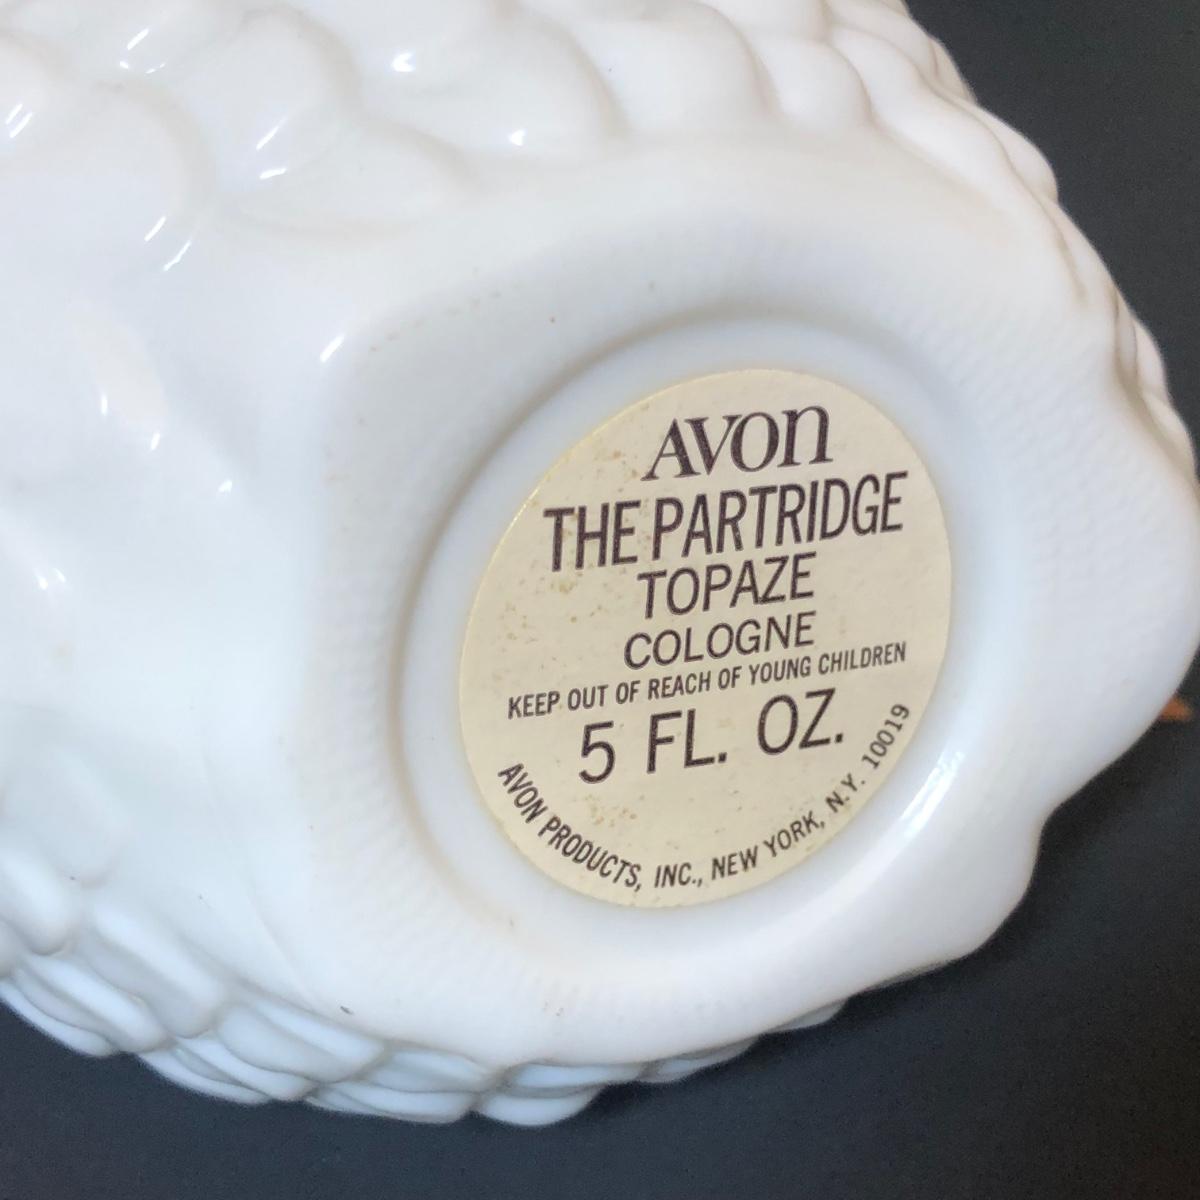 AVON
THE PARTRIDGE
TOPAZE
COLOGNE
KEEP OUT OF REACH OF YOUNG CHILDREN
5 FL. OZ.
AVON PRODUCTS, INC., NEW YORK, N.Y. 10019